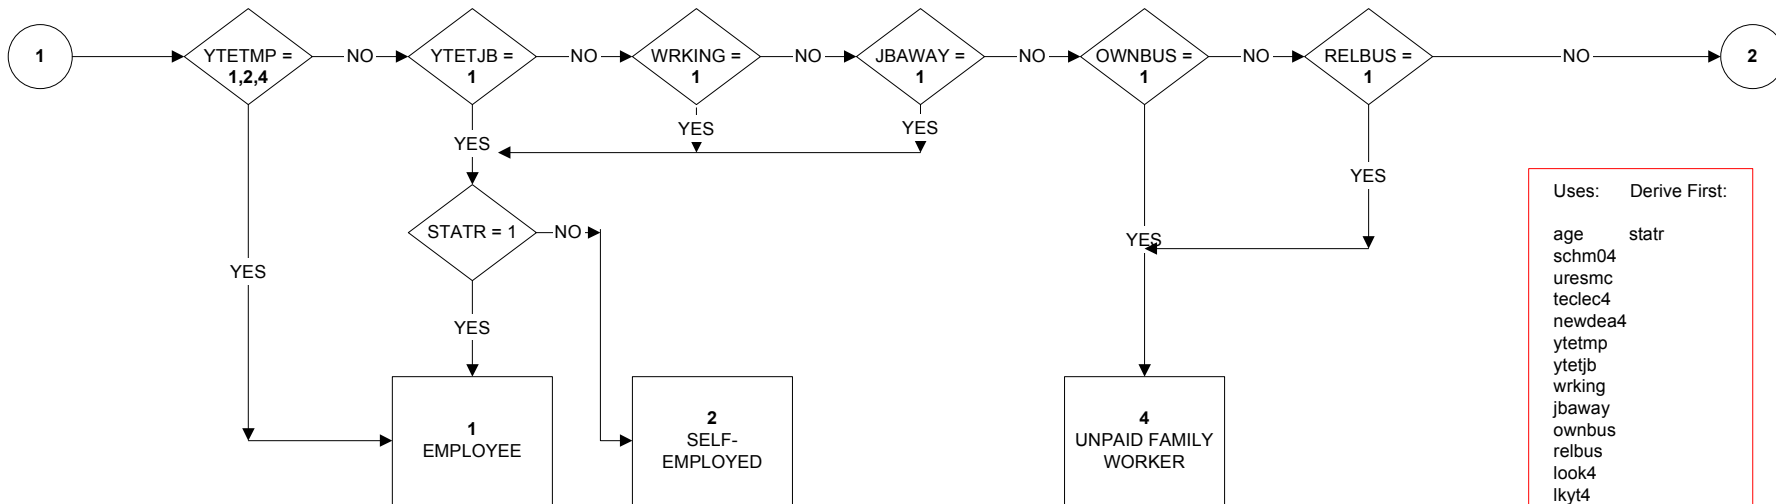 1
YTETMP =
1,2,4
NO
YTETJB =
1
NO
WRKING =
1
NO
JBAWAY =
1
NO
OWNBUS =
1
NO
RELBUS =
1
NO
2
YES
YES
YES
YES
YES
YES
STATR = 1
NO
YES
1
EMPLOYEE
2
SELF-
EMPLOYED
4
UNPAID FAMILY
WORKER
Uses: Derive First:
age statr
schm04
uresmc
teclec4
newdea4
ytetmp
ytetjb
wrking
jbaway
ownbus
relbus
look4
lkyt4